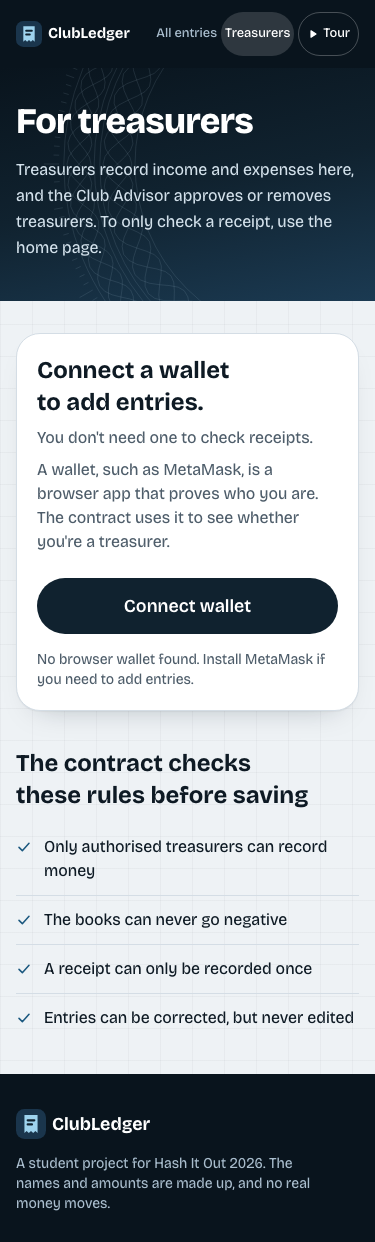 ClubLedger All entries Treasurers Tour
For treasurers
Treasurers record income and expenses here,
and the Club Advisor approves or removes
treasurers. To only check a receipt, use the
home page.
Connect a wallet
to add entries.
You don't need one to check receipts.
A wallet, such as MetaMask, is a
browser app that proves who you are.
The contract uses it to see whether
you're a treasurer.
Connect wallet
No browser wallet found. Install MetaMask if
you need to add entries.
The contract checks
these rules before saving
Only authorised treasurers can record
money
The books can never go negative
A receipt can only be recorded once
Entries can be corrected, but never edited
ClubLedger
A student project for Hash It Out 2026. The
names and amounts are made up, and no real
money moves.